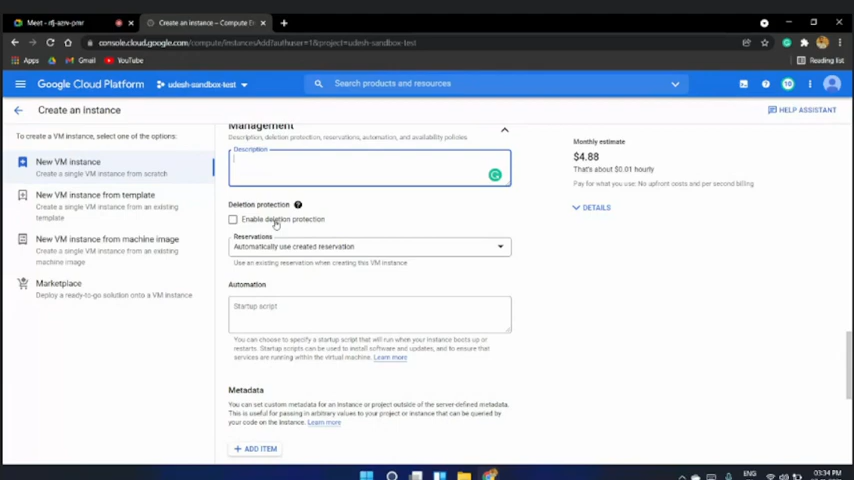 Create an instance – Compute E
console.cloud.google.com/compute/instancesAdd?authuser=1&project=udesh-sandbox-test
Apps
Gmail
YouTube
Reading list
Google Cloud Platform
udesh-sandbox-test
Search products and resources
Create an instance
HELP ASSISTANT
To create a VM instance, select one of the options:
New VM instance
Create a single VM instance from scratch
New VM instance from template
Create a single VM instance from an existing
template
New VM instance from machine image
Create a single VM instance from an existing
machine image
Marketplace
Deploy a ready-to-go solution onto a VM instance
Management
Description, deletion protection, reservations, automation, and availability policies
Description
Deletion protection
Enable deletion protection
Reservations
Automatically use created reservation
Use an existing reservation when creating this VM instance
Automation
Startup script
You can choose to specify a startup script that will run when your instance boots up or
restarts. Startup scripts can be used to install software and updates, and to ensure that
services are running within the virtual machine. Learn more
Metadata
You can set custom metadata for an instance or project outside of the server-defined metadata.
This is useful for passing in arbitrary values to your project or instance that can be queried by
your code on the instance. Learn more
+ ADD ITEM
Monthly estimate
$4.88
That's about $0.01 hourly
Pay for what you use: No upfront costs and per second billing
DETAILS
ENG
03:34 PM